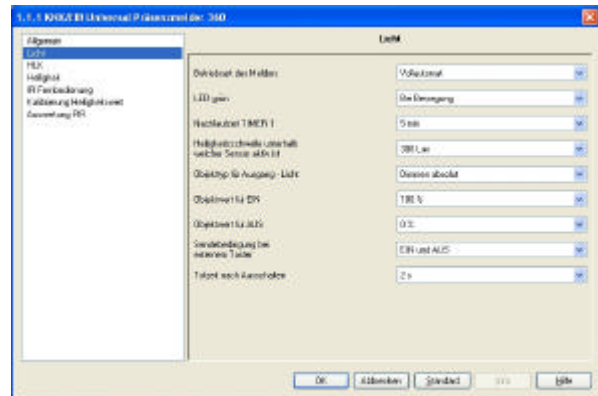 1.1.1 KNX/EIB Universal Präsenzmelder 360
Allgemein
Licht
HLK
Helligkeit
IR Fernbedienung
Kalibrierung Helligkeitswert
Auswertung PIR
Licht
Betriebsart des Melders
Vollautomat
LED grün
Bei Bewegung
Nachlaufzeit TIMER 1
5 min
Helligkeitsschwelle unterhalb
welcher Sensor aktiv ist
300 Lux
Objekttyp für Ausgang - Licht
Dimmen absolut
Objektwert für EIN
100 %
Objektwert für AUS
0 %
Sendebedingung bei
externem Taster
EIN und AUS
Totzeit nach Ausschalten
2 s
OK
Abbrechen
Standard
Hilfe